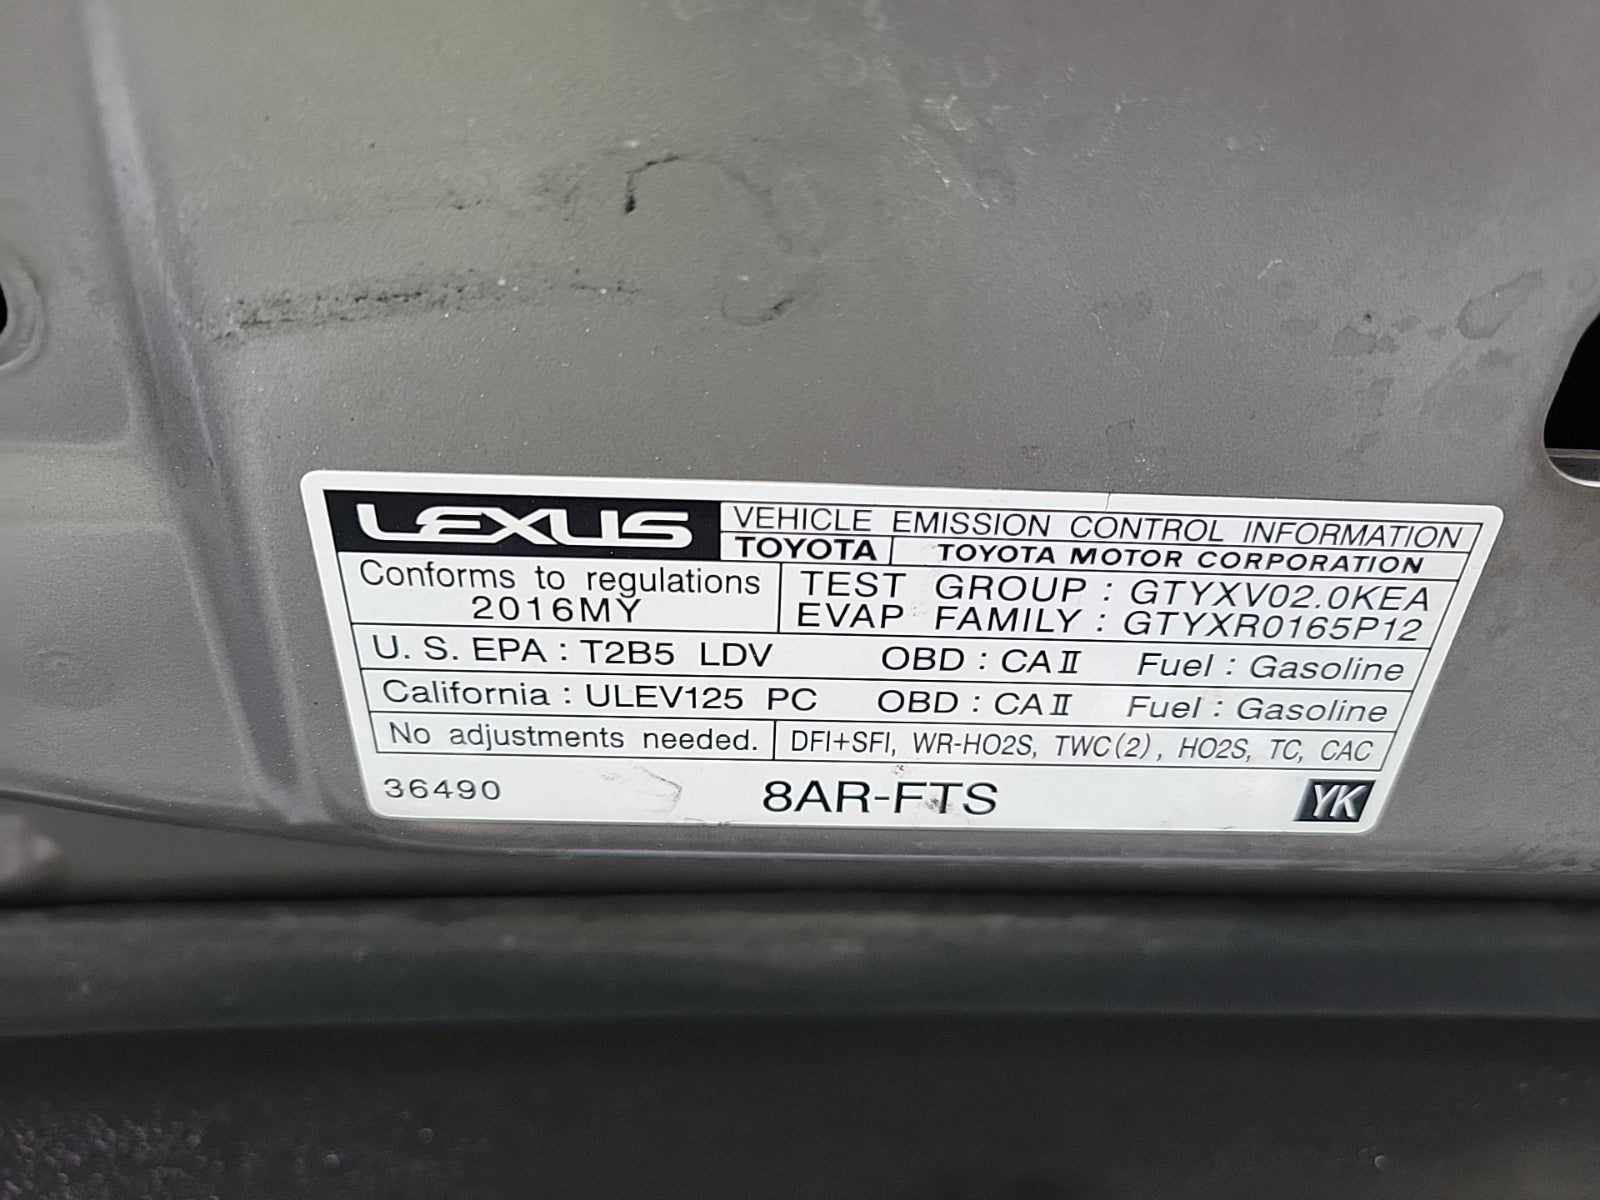 LEXUS VEHICLE EMISSION CONTROL INFORMATION
TOYOTA TOYOTA MOTOR CORPORATION
Conforms to regulations TEST GROUP : GTYXV02.0KEA
2016MY EVAP FAMILY : GTYXR0165P12
U. S. EPA : T2B5 LDV OBD : CAⅡ Fuel : Gasoline
California : ULEV125 PC OBD : CAⅡ Fuel : Gasoline
No adjustments needed. DFI+SFI, WR-HO2S, TWC(2), HO2S, TC, CAC
36490 8AR-FTS YK